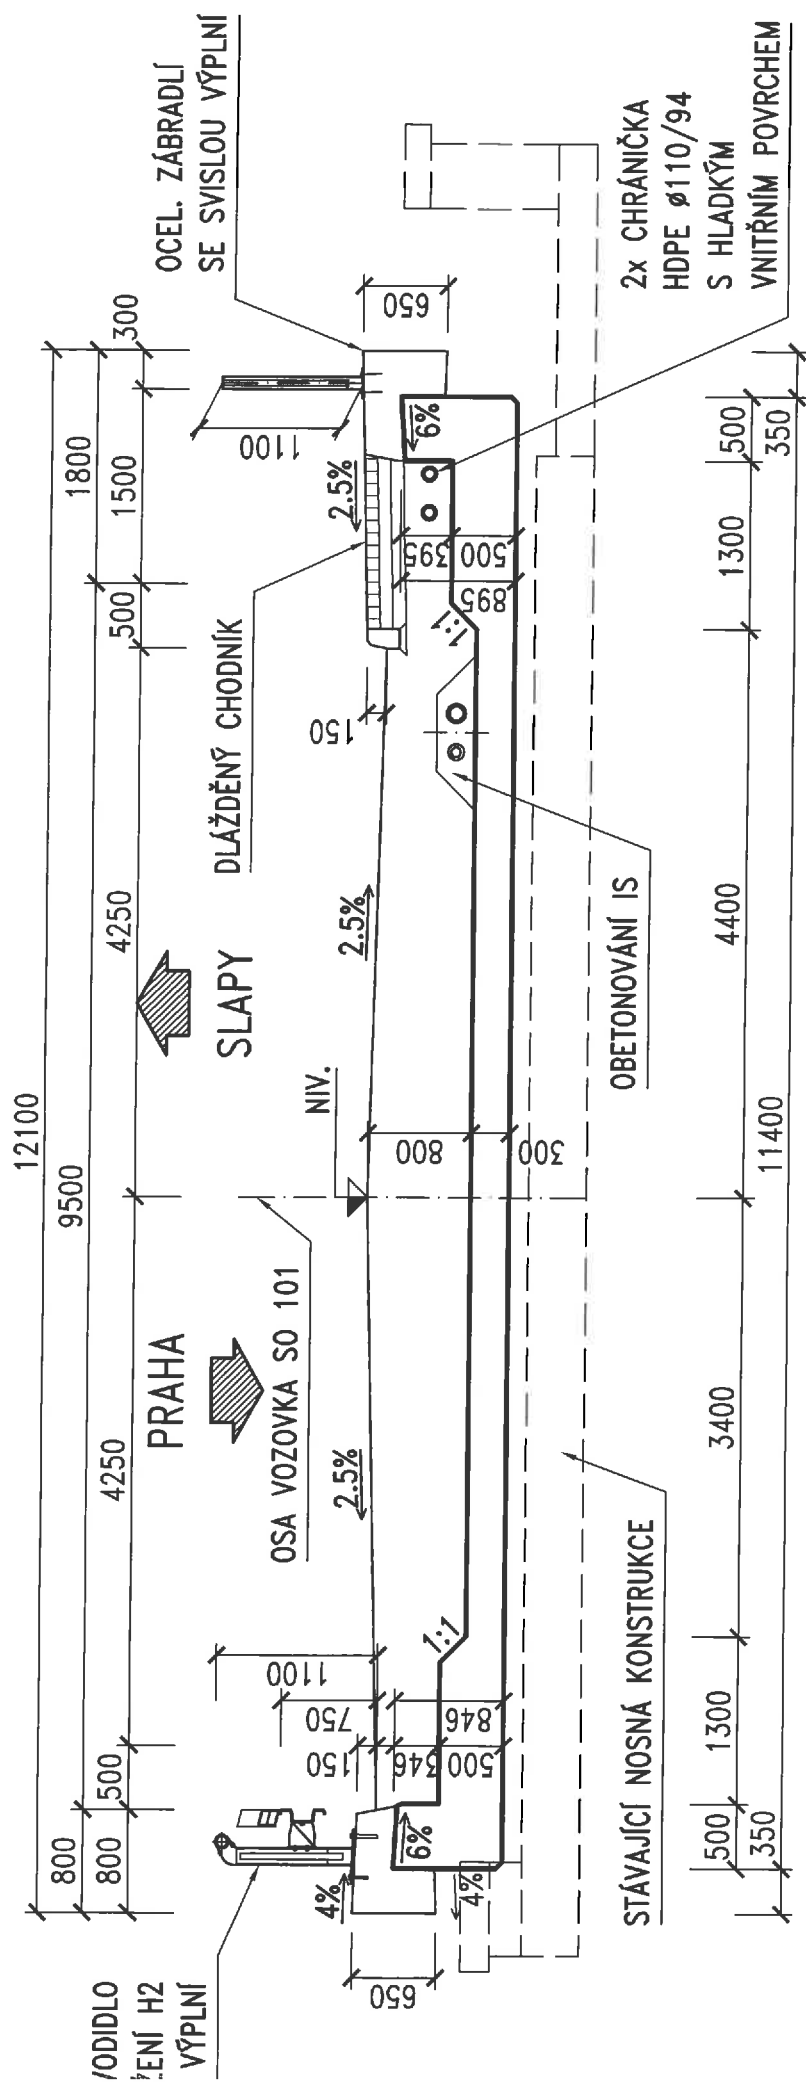 12100
800
9500
1800
300
800
500
4250
4250
500
1500
PRAHA
SLAPY
OCEL. ZÁBRADLÍ
SE SVISLOU VÝPLNÍ
DLÁŽDĚNÝ CHODNÍK
OSA VOZOVKA SO 101
NIV.
VODIDLO
ŽENÍ H2
VÝPLNÍ
1100
750
150
346
500
846
650
4%
6%
4%
1:1
2.5%
2.5%
800
300
150
1:1
2.5%
6%
395
500
895
1100
650
OBETONOVÁNÍ IS
STÁVAJÍCÍ NOSNÁ KONSTRUKCE
2x CHRÁNIČKA
HDPE ø110/94
S HLADKÝM
VNITŘNÍM POVRCHEM
500
1300
3400
4400
1300
500
350
11400
350